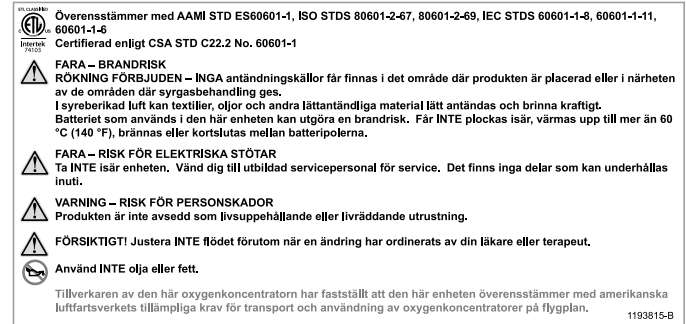 ETL CLASSIFIED
ETL
C US
Intertek
74103
Överensstämmer med AAMI STD ES60601-1, ISO STDS 80601-2-67, 80601-2-69, IEC STDS 60601-1-8, 60601-1-11,
60601-1-6
Certifierad enligt CSA STD C22.2 No. 60601-1
FARA – BRANDRISK
RÖKNING FÖRBJUDEN – INGA antändningskällor får finnas i det område där produkten är placerad eller i närheten
av de områden där syrgasbehandling ges.
I syreberikad luft kan textilier, oljor och andra lättantändliga material lätt antändas och brinna kraftigt.
Batteriet som används i den här enheten kan utgöra en brandrisk. Får INTE plockas isär, värmas upp till mer än 60
°C (140 °F), brännas eller kortslutas mellan batteripolerna.
FARA – RISK FÖR ELEKTRISKA STÖTAR
Ta INTE isär enheten. Vänd dig till utbildad servicepersonal för service. Det finns inga delar som kan underhållas
inuti.
VARNING – RISK FÖR PERSONSKADOR
Produkten är inte avsedd som livsuppehållande eller livräddande utrustning.
FÖRSIKTIGT! Justera INTE flödet förutom när en ändring har ordinerats av din läkare eller terapeut.
Använd INTE olja eller fett.
Tillverkaren av den här oxygenkoncentratorn har fastställt att den här enheten överensstämmer med amerikanska
luftfartsverkets tillämpliga krav för transport och användning av oxygenkoncentratorer på flygplan.
1193815-B